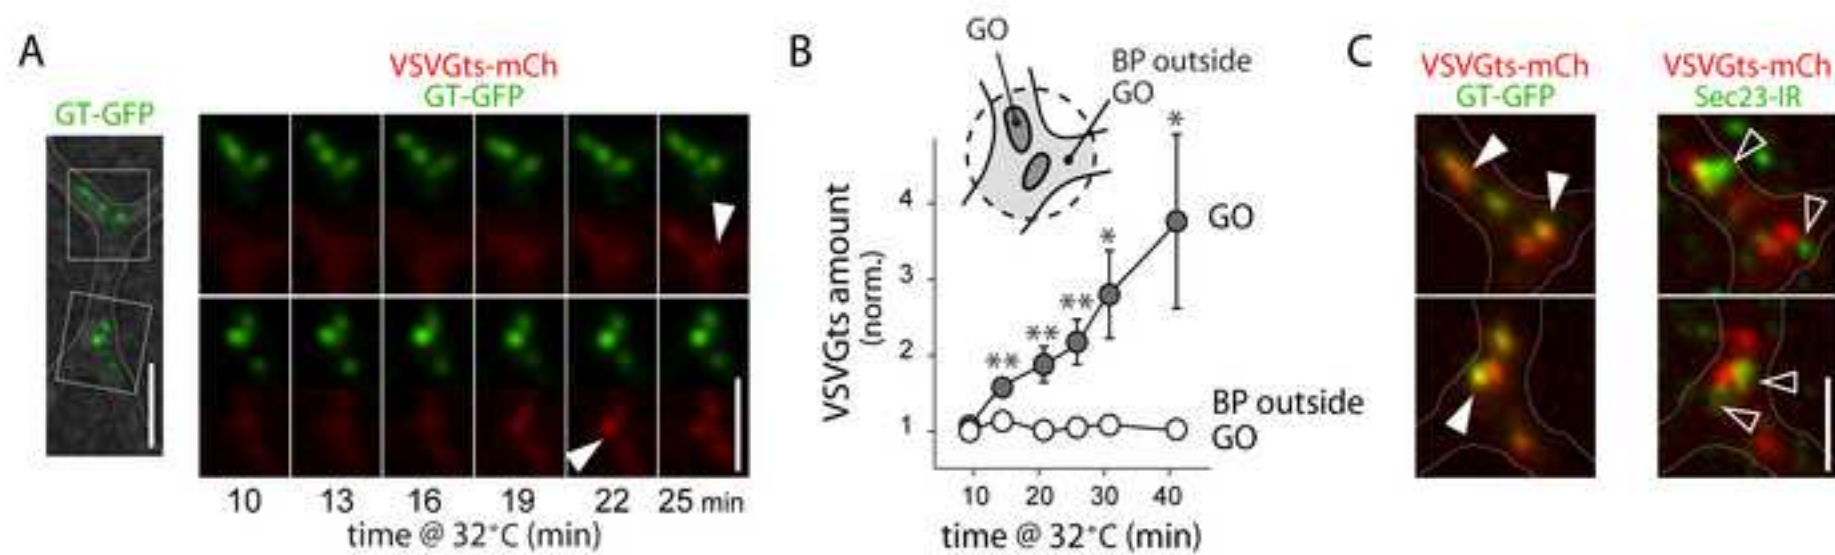 A
GT-GFP
VSVGts-mCh
GT-GFP
10 13 16 19 22 25 min
time @ 32°C (min)
B
GO
BP outside
GO
VSVGts amount
(norm.)
4
3
2
1
**
**
**
*
*
GO
BP outside
GO
10 20 30 40
time @ 32°C (min)
C
VSVGts-mCh
GT-GFP
VSVGts-mCh
Sec23-IR